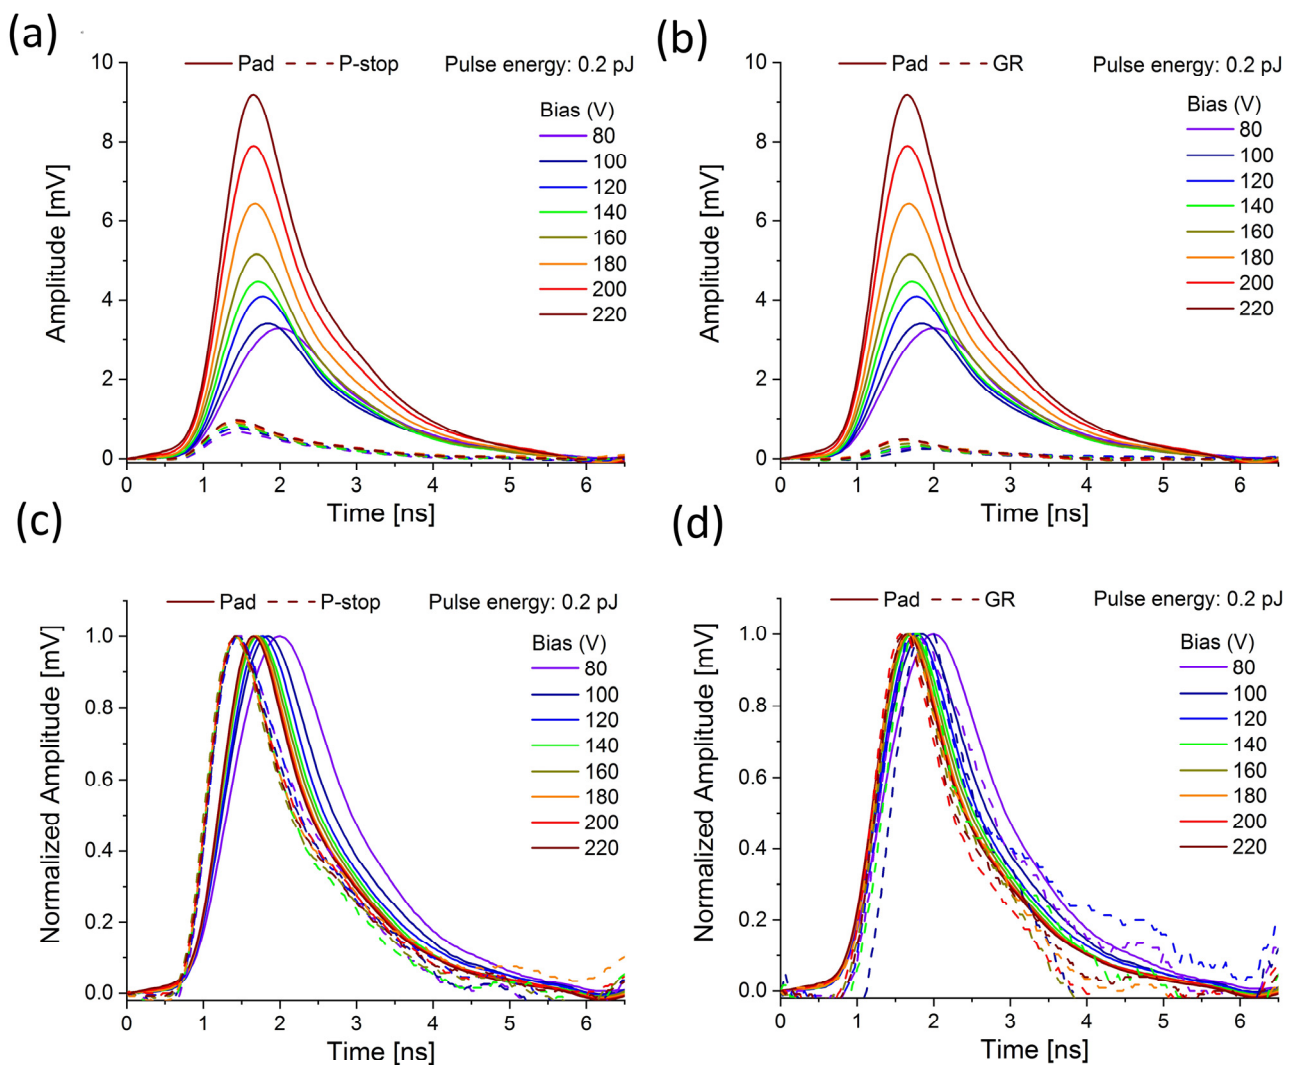 (a)
Pad P-stop Pulse energy: 0.2 pJ
Bias (V)
80
100
120
140
160
180
200
220
10
8
6
4
2
0
Amplitude [mV]
0 1 2 3 4 5 6
Time [ns]
(b)
Pad GR Pulse energy: 0.2 pJ
Bias (V)
80
100
120
140
160
180
200
220
10
8
6
4
2
0
Amplitude [mV]
0 1 2 3 4 5 6
Time [ns]
(c)
Pad P-stop Pulse energy: 0.2 pJ
Bias (V)
80
100
120
140
160
180
200
220
1.0
0.8
0.6
0.4
0.2
0.0
Normalized Amplitude [mV]
0 1 2 3 4 5 6
Time [ns]
(d)
Pad GR Pulse energy: 0.2 pJ
Bias (V)
80
100
120
140
160
180
200
220
1.0
0.8
0.6
0.4
0.2
0.0
Normalized Amplitude [mV]
0 1 2 3 4 5 6
Time [ns]